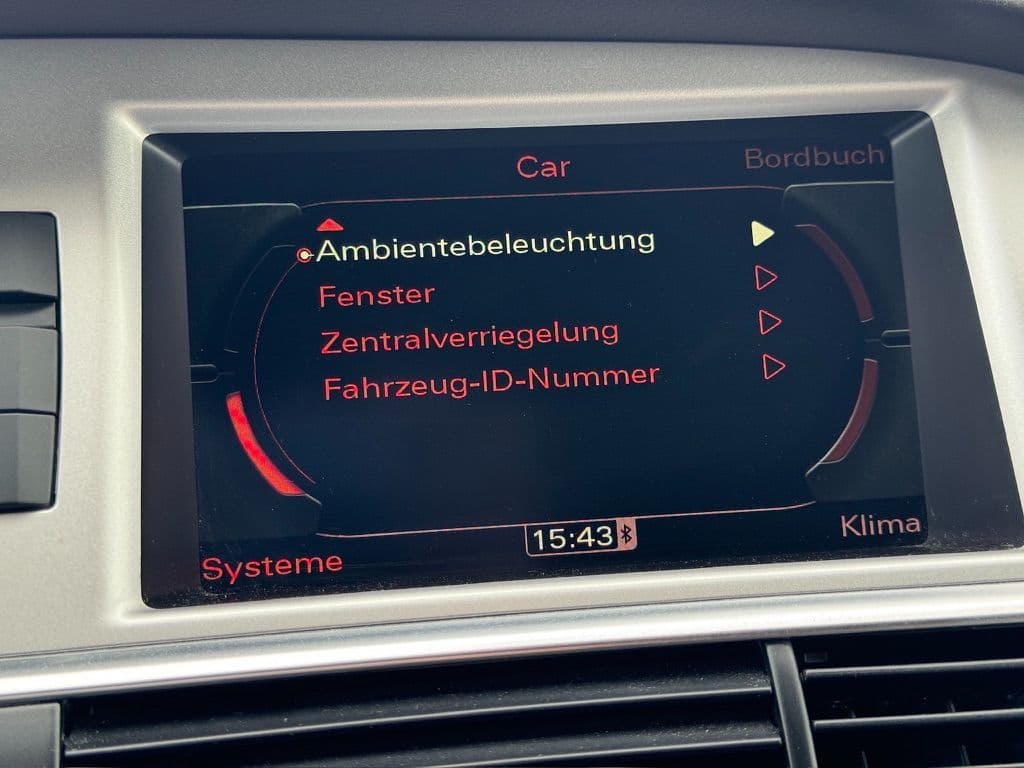 Car
Bordbuch
Ambientebeleuchtung
Fenster
Zentralverriegelung
Fahrzeug-ID-Nummer
15:43
Klima
Systeme